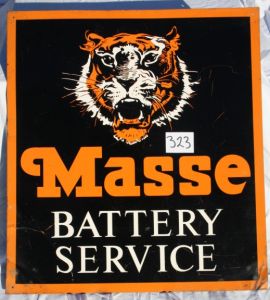 323
Masse
BATTERY
SERVICE